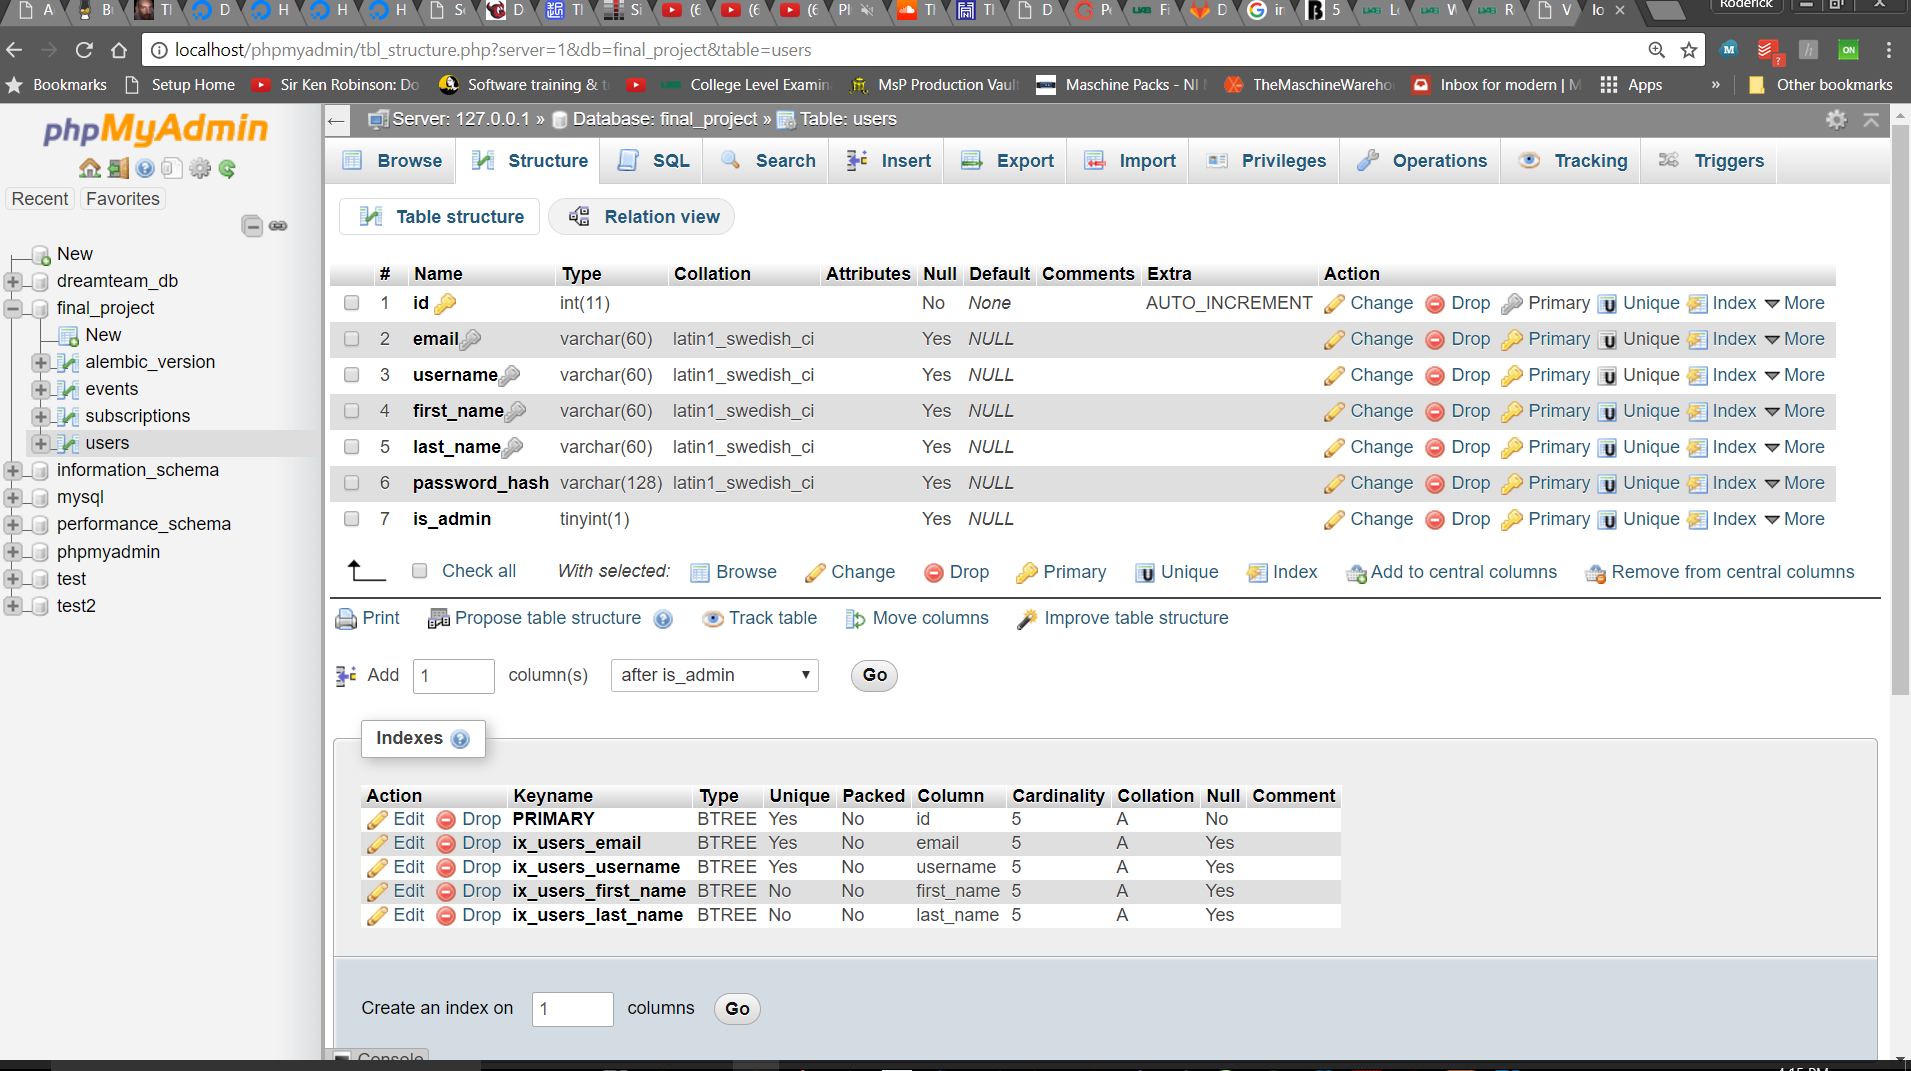 Roderick
localhost/phpmyadmin/tbl_structure.php?server=1&db=final_project&table=users
Bookmarks Setup Home Sir Ken Robinson: Do Software training & College Level Examin MsP Production Vault Maschine Packs - NI TheMaschineWareho Inbox for modern | M Apps » Other bookmarks
phpMyAdmin
Recent Favorites
New
dreamteam_db
final_project
New
alembic_version
events
subscriptions
users
information_schema
mysql
performance_schema
phpmyadmin
test
test2
Server: 127.0.0.1 » Database: final_project » Table: users
Browse Structure SQL Search Insert Export Import Privileges Operations Tracking Triggers
Table structure Relation view
# Name Type Collation Attributes Null Default Comments Extra Action
1 id int(11) No None AUTO_INCREMENT Change Drop Primary Unique Index More
2 email varchar(60) latin1_swedish_ci Yes NULL Change Drop Primary Unique Index More
3 username varchar(60) latin1_swedish_ci Yes NULL Change Drop Primary Unique Index More
4 first_name varchar(60) latin1_swedish_ci Yes NULL Change Drop Primary Unique Index More
5 last_name varchar(60) latin1_swedish_ci Yes NULL Change Drop Primary Unique Index More
6 password_hash varchar(128) latin1_swedish_ci Yes NULL Change Drop Primary Unique Index More
7 is_admin tinyint(1) Yes NULL Change Drop Primary Unique Index More
Check all With selected: Browse Change Drop Primary Unique Index Add to central columns Remove from central columns
Print Propose table structure Track table Move columns Improve table structure
Add 1 column(s) after is_admin Go
Indexes
Action Keyname Type Unique Packed Column Cardinality Collation Null Comment
Edit Drop PRIMARY BTREE Yes No id 5 A No
Edit Drop ix_users_email BTREE Yes No email 5 A Yes
Edit Drop ix_users_username BTREE Yes No username 5 A Yes
Edit Drop ix_users_first_name BTREE No No first_name 5 A Yes
Edit Drop ix_users_last_name BTREE No No last_name 5 A Yes
Create an index on 1 columns Go
Console
4:15 PM